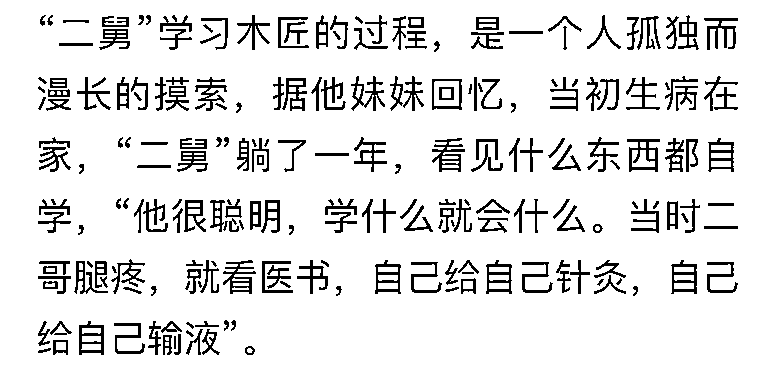 “二舅”学习木匠的过程，是一个人孤独而
漫长的摸索，据他妹妹回忆，当初生病在
家，“二舅”躺了一年，看见什么东西都自
学，“他很聪明，学什么就会什么。当时二
哥腿疼，就看医书，自己给自己针灸，自己
给自己输液”。